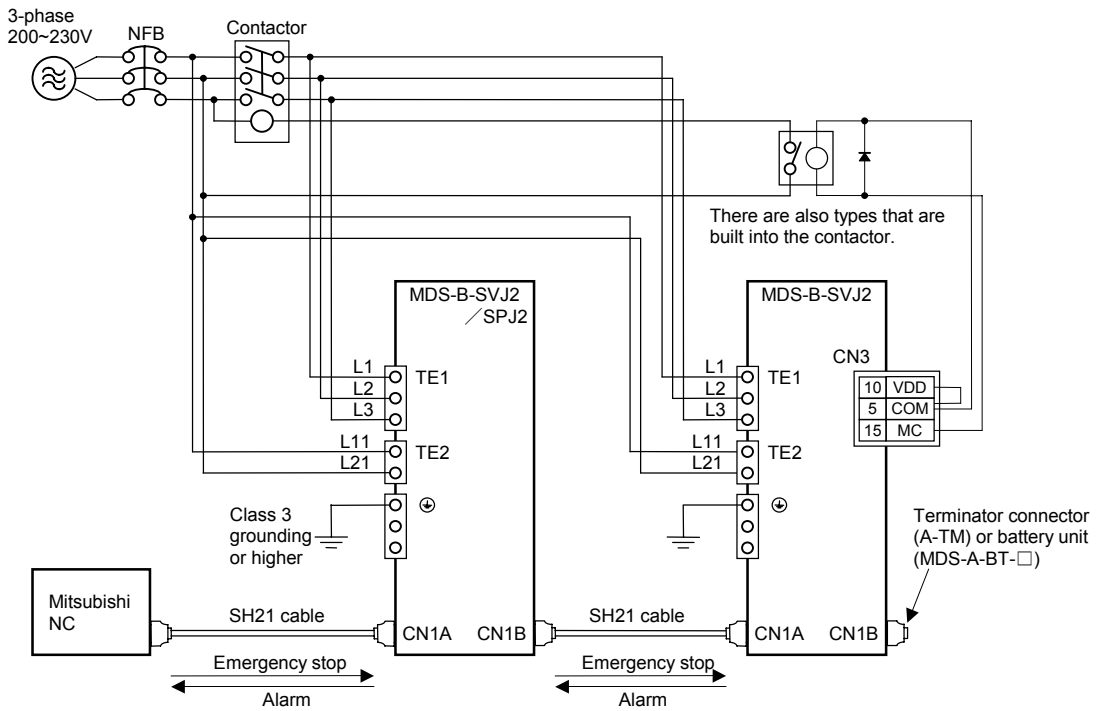 3-phase
200~230V
NFB
Contactor
There are also types that are
built into the contactor.
MDS-B-SVJ2
／SPJ2
MDS-B-SVJ2
CN3
10 VDD
5 COM
15 MC
L1
L2
L3
TE1
L11
L21
TE2
L1
L2
L3
TE1
L11
L21
TE2
Class 3
grounding
or higher
Terminator connector
(A-TM) or battery unit
(MDS-A-BT-□)
Mitsubishi
NC
SH21 cable
CN1A
CN1B
SH21 cable
CN1A
CN1B
Emergency stop
Alarm
Emergency stop
Alarm